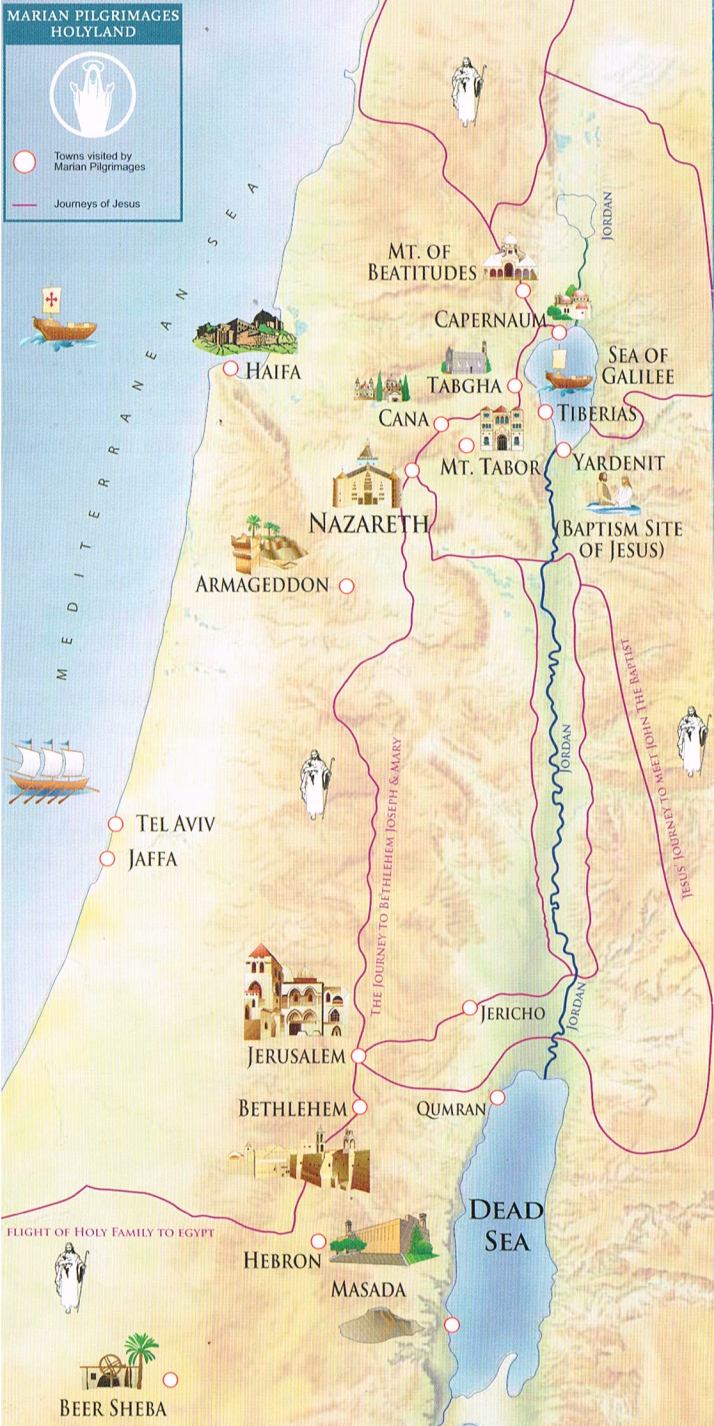 MARIAN PILGRIMAGES
HOLYLAND
Towns visited by
Marian Pilgrimages
Journeys of Jesus
MEDITERRANEAN SEA
JORDAN
MT. OF
BEATITUDES
CAPERNAUM
SEA OF
GALILEE
HAIFA
TABGHA
CANA
TIBERIAS
MT. TABOR
YARDENIT
NAZARETH
(BAPTISM SITE
OF JESUS)
ARMAGEDDON
JESUS' JOURNEY TO MEET JOHN THE BAPTIST
JORDAN
THE JOURNEY TO BETHLEHEM JOSEPH & MARY
TEL AVIV
JAFFA
JERICHO
JORDAN
JERUSALEM
BETHLEHEM
QUMRAN
DEAD
SEA
FLIGHT OF HOLY FAMILY TO EGYPT
HEBRON
MASADA
BEER SHEBA